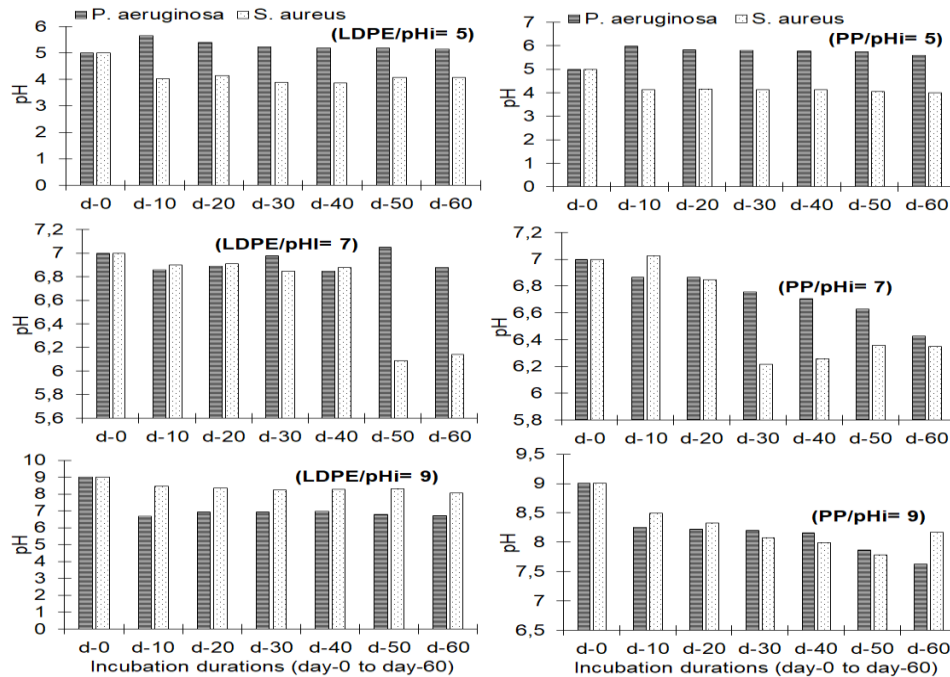 P. aeruginosa S. aureus
(LDPE/pHi= 5)
pH
6
5
4
3
2
1
0
d-0 d-10 d-20 d-30 d-40 d-50 d-60
P. aeruginosa S. aureus
(PP/pHi= 5)
pH
7
6
5
4
3
2
1
0
d-0 d-10 d-20 d-30 d-40 d-50 d-60
(LDPE/pHI= 7)
pH
7,2
7
6,8
6,6
6,4
6,2
6
5,8
5,6
d-0 d-10 d-20 d-30 d-40 d-50 d-60
(PP/pHi= 7)
pH
7,2
7
6,8
6,6
6,4
6,2
6
5,8
d-0 d-10 d-20 d-30 d-40 d-50 d-60
(LDPE/pHi= 9)
pH
10
9
8
7
6
5
4
3
2
1
0
d-0 d-10 d-20 d-30 d-40 d-50 d-60
Incubation durations (day-0 to day-60)
(PP/pHi= 9)
pH
9,5
9
8,5
8
7,5
7
6,5
d-0 d-10 d-20 d-30 d-40 d-50 d-60
Incubation durations (day-0 to day-60)